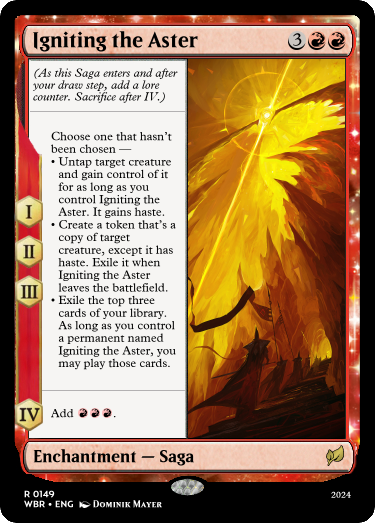 Igniting the Aster 3
(As this Saga enters and after
your draw step, add a lore
counter. Sacrifice after IV.)
I
II
III
Choose one that hasn't
been chosen —
• Untap target creature
and gain control of it
for as long as you
control Igniting the
Aster. It gains haste.
• Create a token that's a
copy of target
creature, except it has
haste. Exile it when
Igniting the Aster
leaves the battlefield.
• Exile the top three
cards of your library.
As long as you control
a permanent named
Igniting the Aster, you
may play those cards.
IV
Add .
Enchantment — Saga
R 0149
2024
WBR • ENG Dominik Mayer